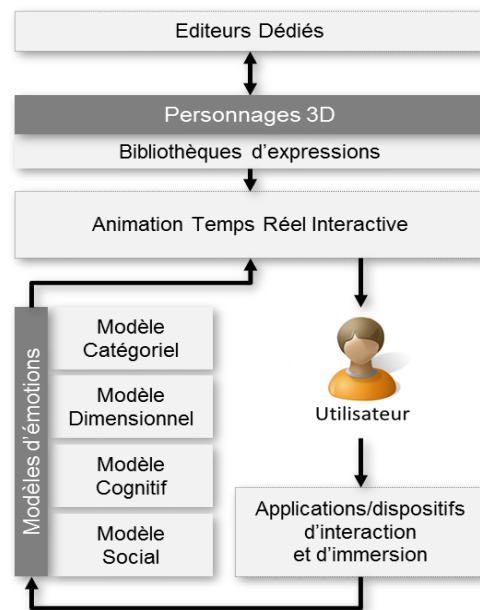 Editeurs Dédiés
Personnages 3D
Bibliothèques d'expressions
Animation Temps Réel Interactive
Modèles d'émotions
Modèle
Catégoriel
Modèle
Dimensionnel
Modèle
Cognitif
Modèle
Social
Utilisateur
Applications/dispositifs
d'interaction
et d'immersion